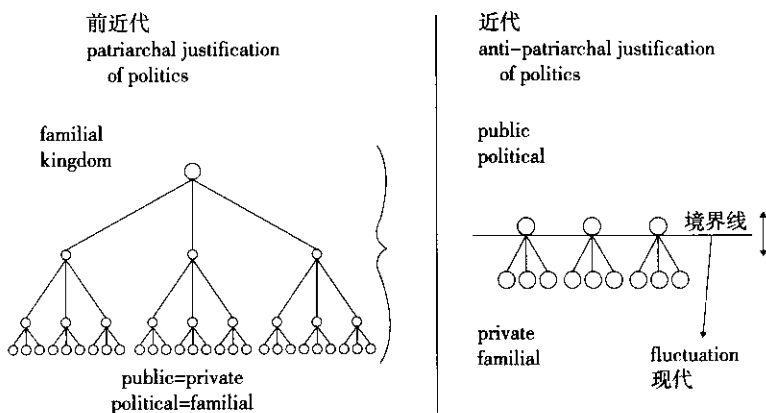 前近代
patriarchal justification
of politics
familial
kingdom
public=private
political=familial
近代
anti-patriarchal justification
of politics
public
political
境界线
private
familial
fluctuation
现代